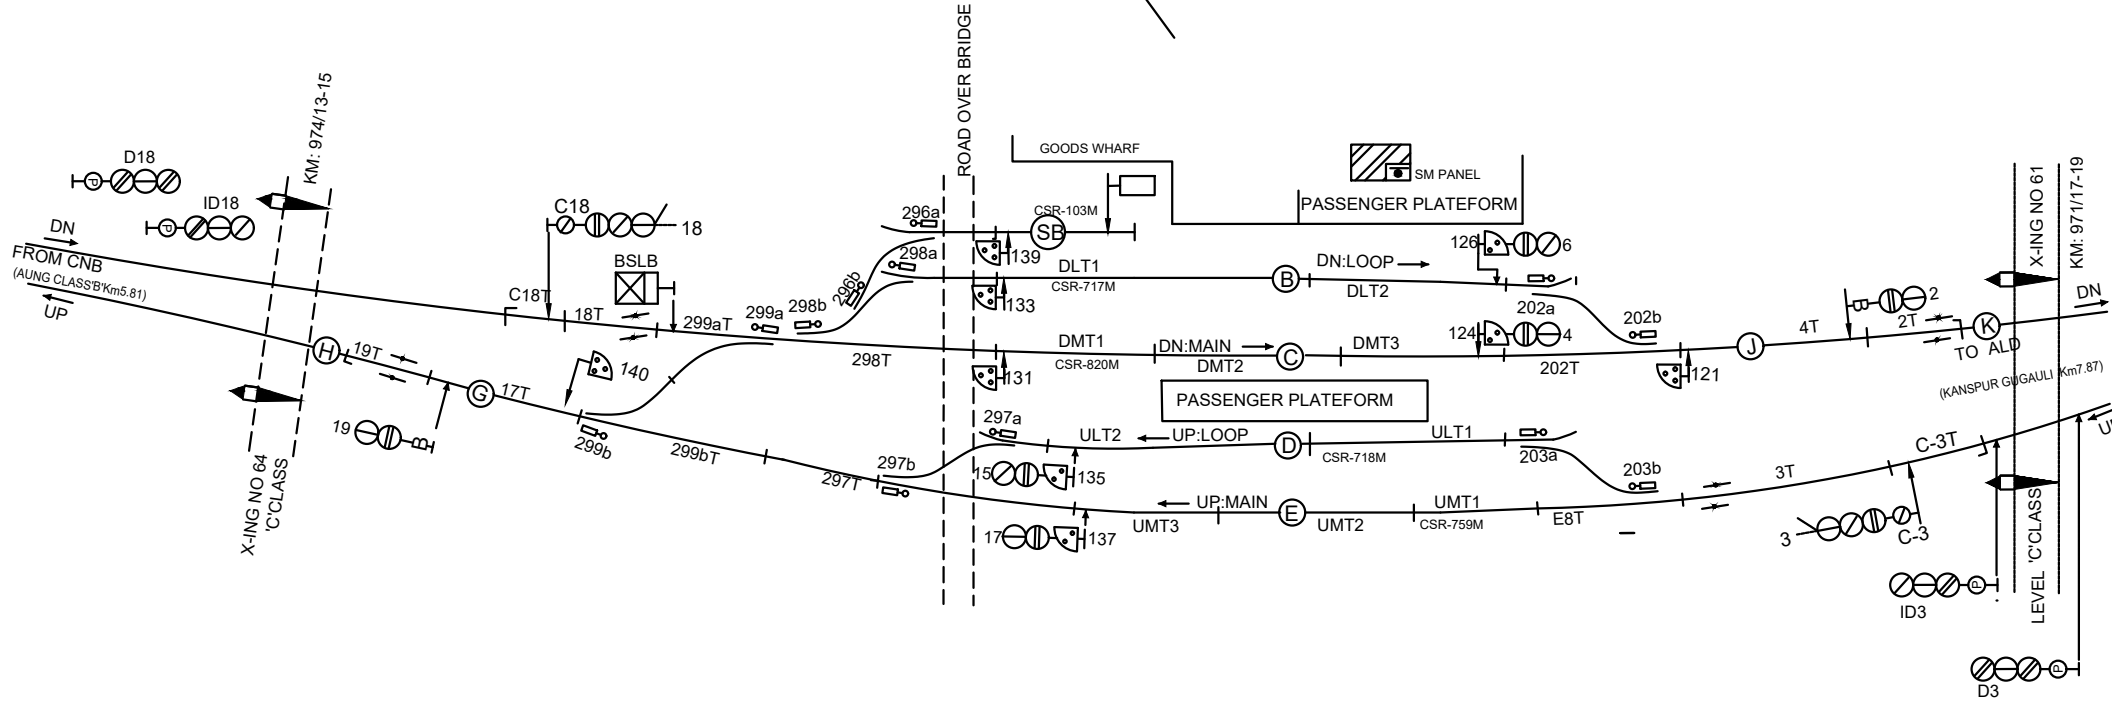 ROAD OVER BRIDGE
KM: 974/13-15
D18
P
ID18
P
DN
FROM CNB
(AUNG CLASS'B'Km5.81)
UP
C18
18
BSLB
296a
298a
296b
CSR-103M
SB
139
GOODS WHARF
SM PANEL
PASSENGER PLATEFORM
X-ING NO 61
KM: 971/17-19
126
6
DN:LOOP
DLT1
CSR-717M
B
DLT2
133
202a
202b
C18T
18T
299aT
299a
298b
298T
DMT1
CSR-820M
DN:MAIN
DMT2
C
DMT3
124
4
202T
131
121
J
4T
B
2
2T
K
DN
TO ALD
(KANSPUR GUGAULI Km7.87)
H
19T
G
17T
140
19
B
299b
299bT
297T
297b
297a
PASSENGER PLATEFORM
ULT2
UP:LOOP
D
ULT1
CSR-718M
203a
203b
15
135
UP:MAIN
UMT3
E
UMT2
UMT1
CSR-759M
E8T
17
137
3T
C-3T
3
C-3
X-ING NO 64
'C'CLASS
LEVEL 'C'CLASS
P
ID3
P
D3